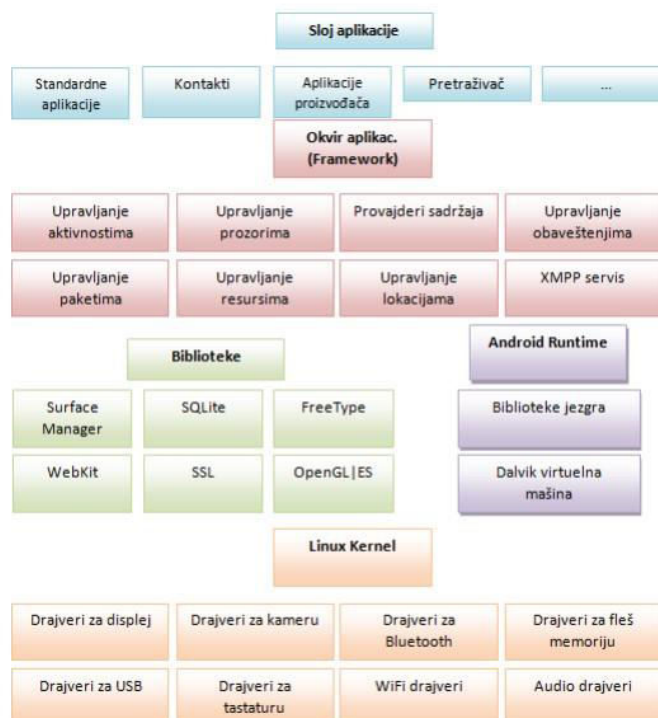 Sloj aplikacije
Standardne
aplikacije
Kontakti
Aplikacije
proizvođača
Pretraživač
...
Okvir aplikac.
(Framework)
Upravljanje
aktivnostima
Upravljanje
prozorima
Provajderi sadržaja
Upravljanje
obaveštenjima
Upravljanje
paketima
Upravljanje
resursima
Upravljanje
lokacijama
XMPP servis
Biblioteke
Android Runtime
Surface
Manager
SQLite
FreeType
Biblioteke jezgra
WebKit
SSL
OpenGL|ES
Dalvik virtuelna
mašina
Linux Kernel
Drajveri za displej
Drajveri za kameru
Drajveri za
Bluetooth
Drajveri za fleš
memoriju
Drajveri za USB
Drajveri za
tastaturu
WiFi drajveri
Audio drajveri